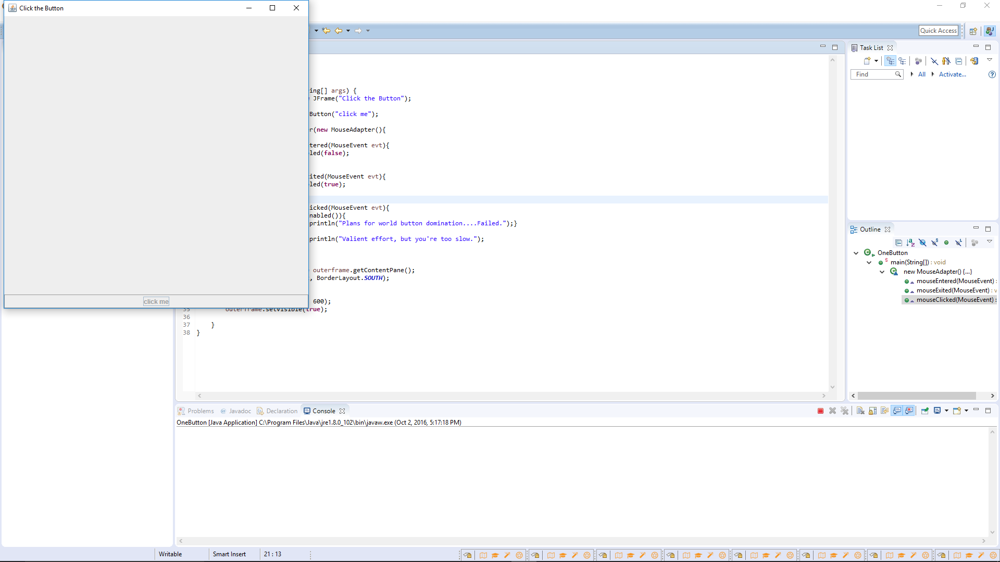 Click the Button
Quick Access
Task List
Find
All
Activate...
ing[] args) {
JFrame("Click the Button");
Button("click me");
r(new MouseAdapter(){
tered(MouseEvent evt){
led(false);
ited(MouseEvent evt){
led(true);
icked(MouseEvent evt){
nabled()){
println("Plans for world button domination....Failed.");}
println("Valient effort, but you're too slow.");
outerframe.getContentPane();
, BorderLayout.SOUTH);
600);
click me
35 outerframe.setVisible(true);
36
37 }
38 }
Outline
OneButton
main(String[]) : void
new MouseAdapter() {...}
mouseEntered(MouseEvent) :
mouseExited(MouseEvent) : v
mouseClicked(MouseEvent) :
Problems
@ Javadoc
Declaration
Console
OneButton [Java Application] C:\Program Files\Java\jre1.8.0_102\bin\javaw.exe (Oct 2, 2016, 5:17:18 PM)
Writable
Smart Insert
21 : 13